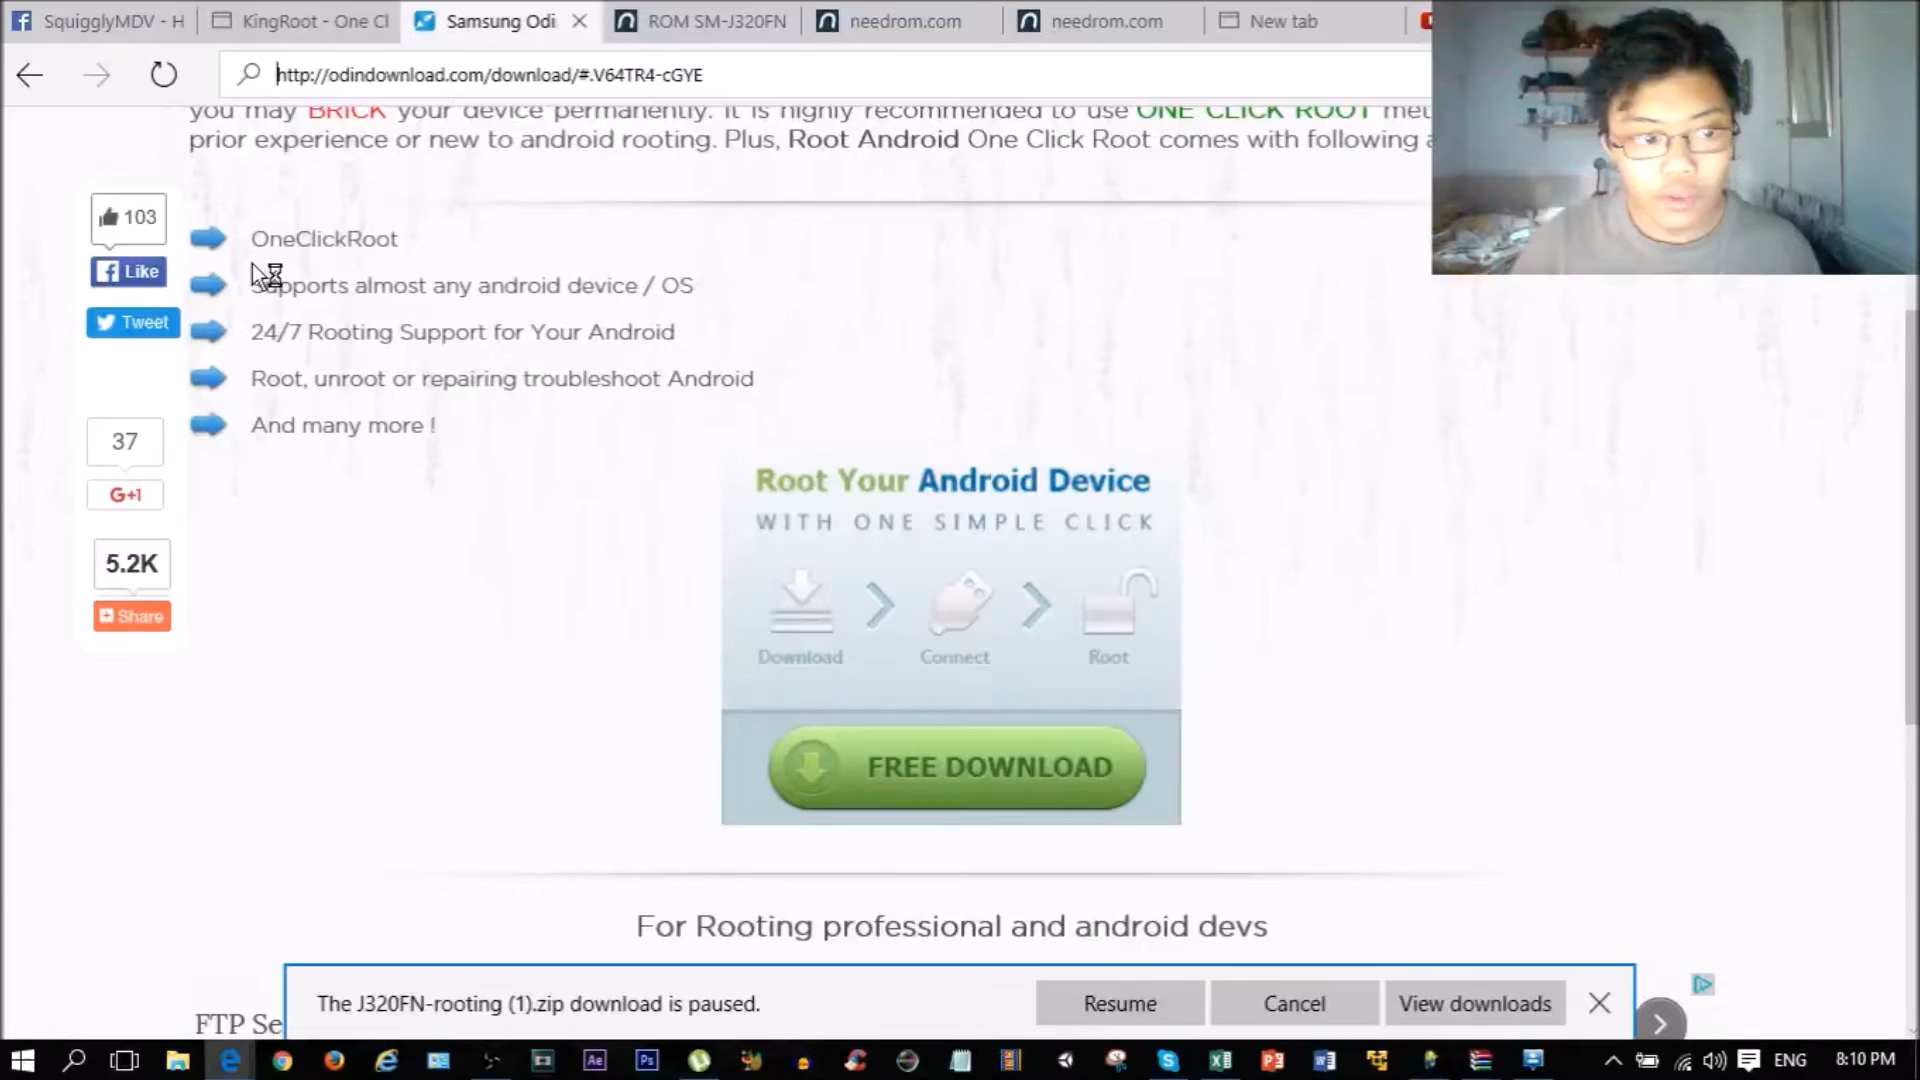 SquigglyMDV - H
KingRoot - One Cl
Samsung Odi
ROM SM-J320FN
needrom.com
needrom.com
New tab
http://odindownload.com/download/#.V64TR4-cGYE
you may BRICK your device permanently. It is highly recommended to use ONE CLICK ROOT met
prior experience or new to android rooting. Plus, Root Android One Click Root comes with following a
103
Like
Tweet
37
G+1
5.2K
Share
OneClickRoot
Supports almost any android device / OS
24/7 Rooting Support for Your Android
Root, unroot or repairing troubleshoot Android
And many more !
Root Your Android Device
WITH ONE SIMPLE CLICK
Download
Connect
Root
FREE DOWNLOAD
For Rooting professional and android devs
FTP Se
The J320FN-rooting (1).zip download is paused.
Resume
Cancel
View downloads
ENG
8:10 PM